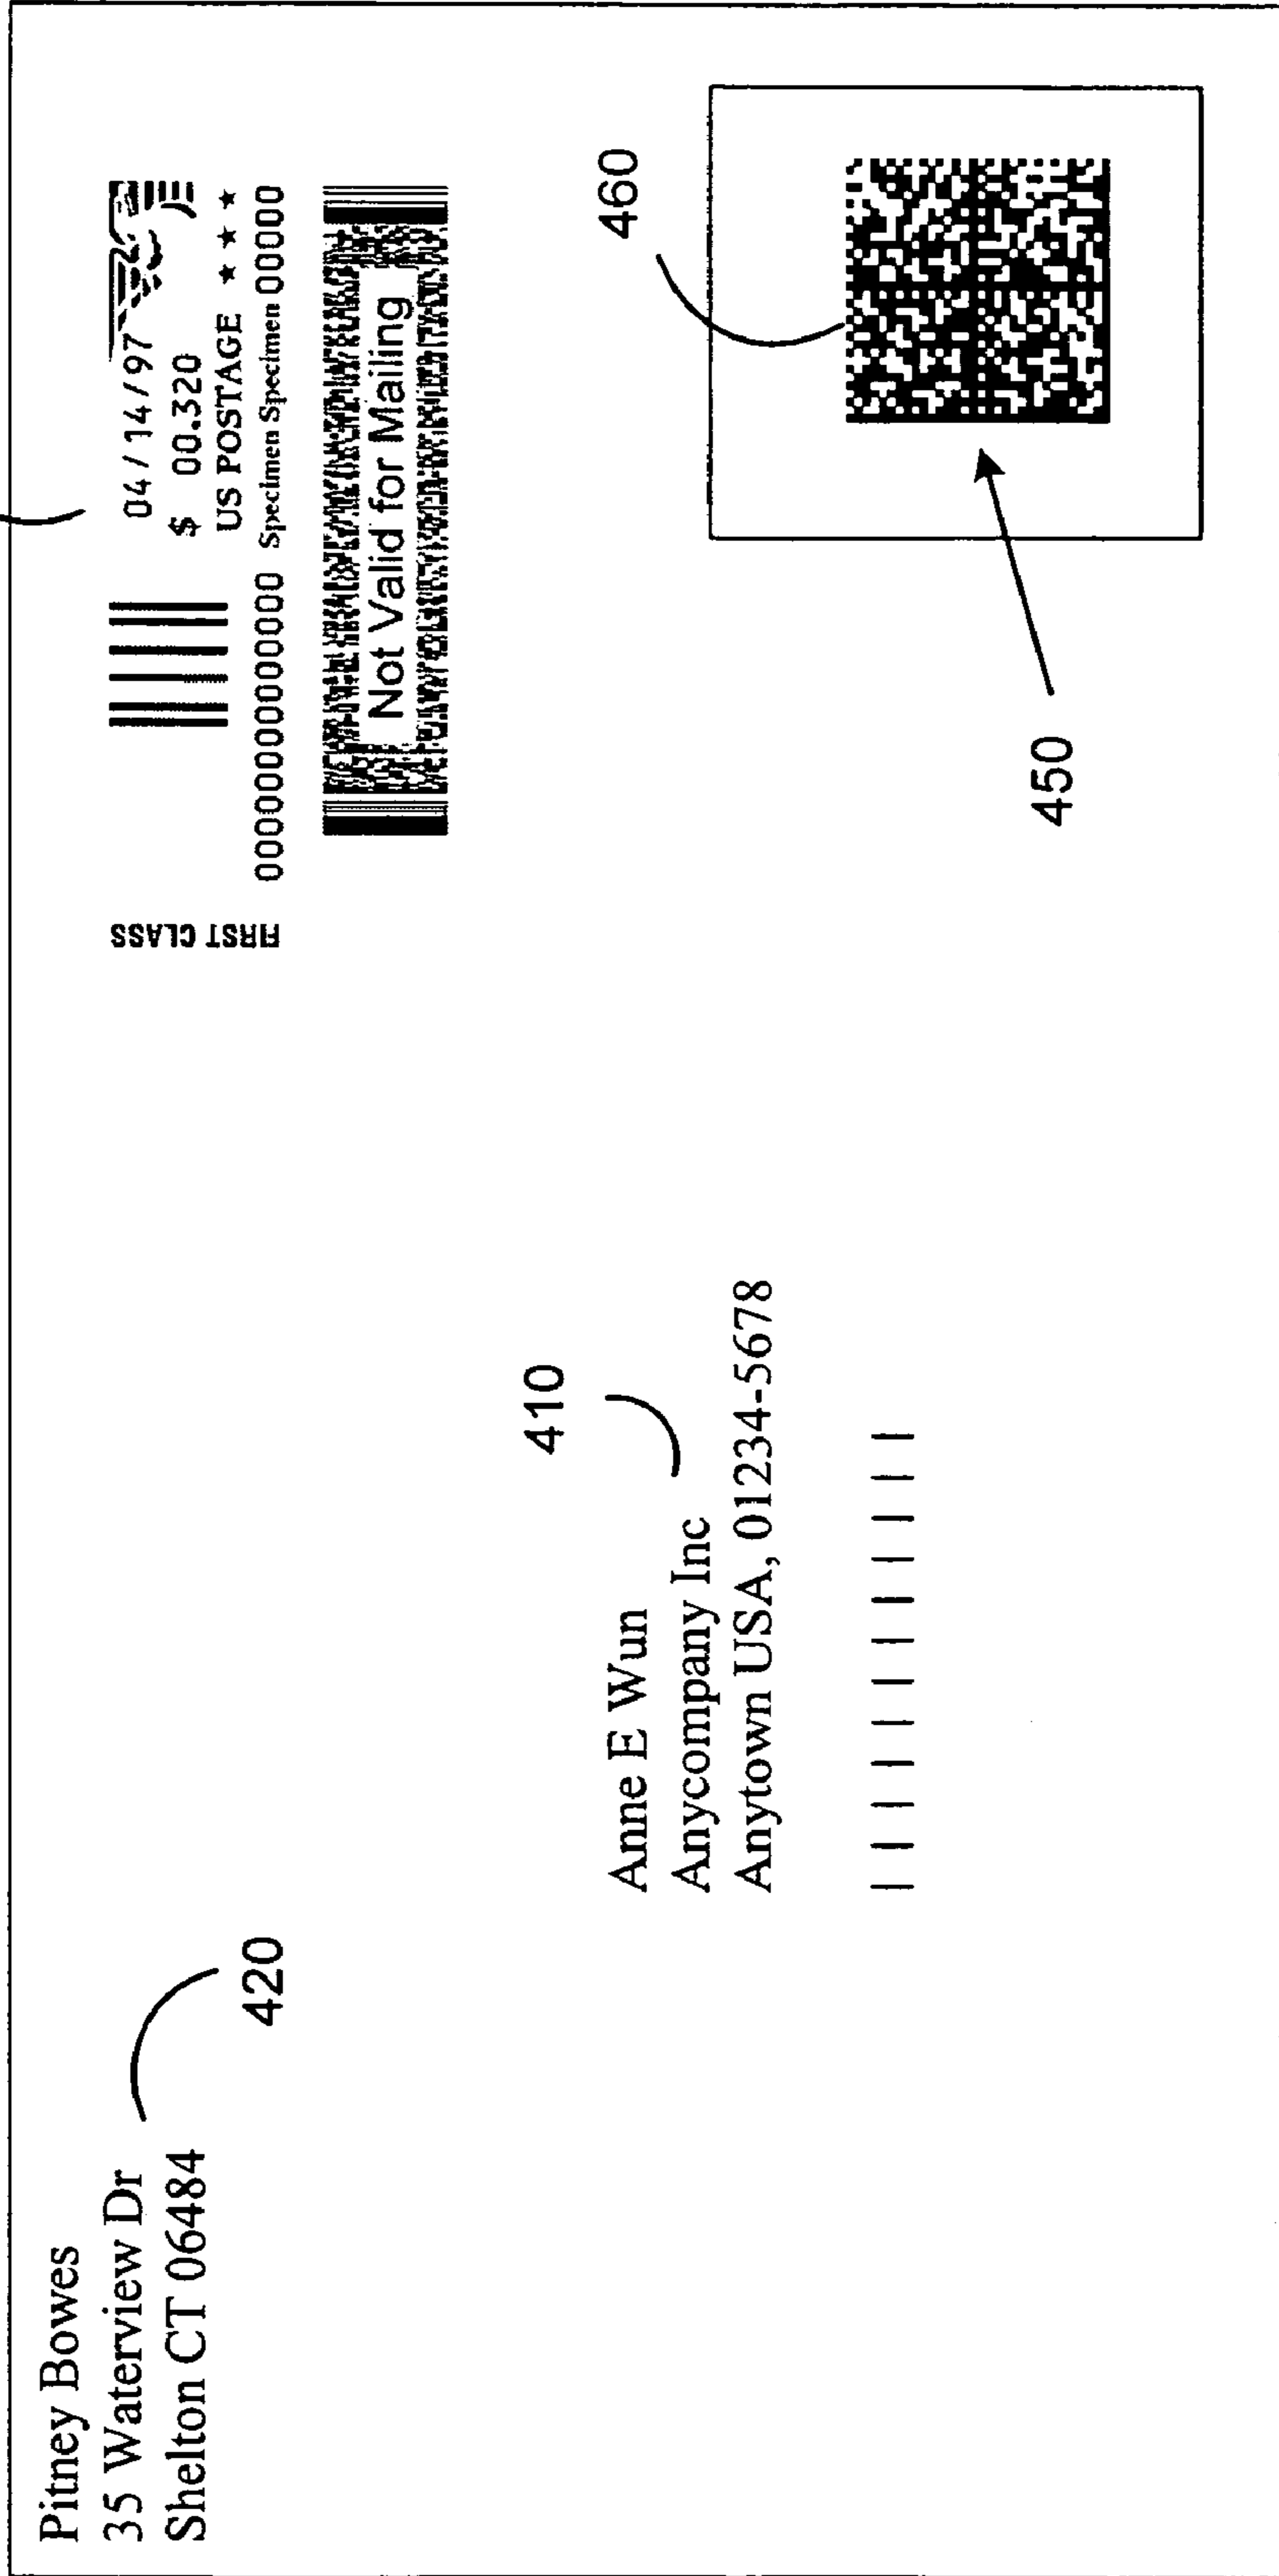 Pitney Bowes
35 Waterview Dr
Shelton CT 06484
420
FIRST CLASS
04/14/97
$ 00.320
US POSTAGE ★ ★ ★
0000000000000 Specimen Specimen 00000
Not Valid for Mailing
410
Anne E Wun
Anycompany Inc
Anytown USA, 01234-5678
460
450